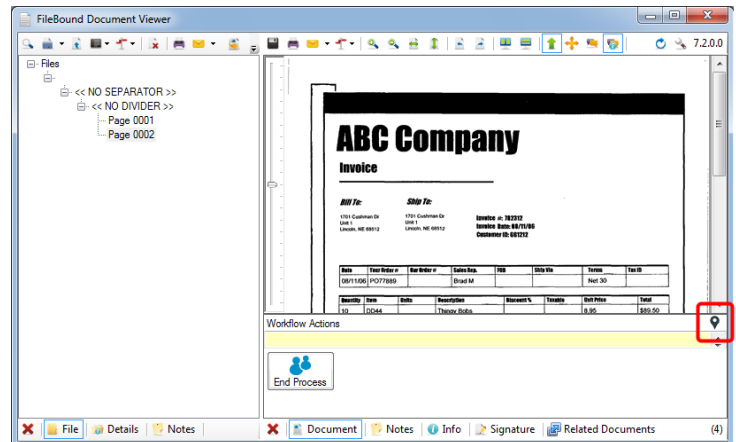 FileBound Document Viewer
7.2.0.0
Files
<< NO SEPARATOR >>
<< NO DIVIDER >>
Page 0001
Page 0002
ABC Company
Invoice
Bill To: Ship To:
1701 Cushman Dr 1701 Cushman Dr
Unit 1 Unit 1
Lincoln, NE 68512 Lincoln, NE 68512
Invoice #: 782312
Invoice Date: 08/11/06
Customer ID: 681212
Date Your Order # Our Order # Sales Rep. FOB Ship Via Terms Tax ID
08/11/06 PO77889 Brad M Net 30
Quantity Item Units Description Discount % Taxable Unit Price Total
10 DD44 Thingy Bobs 8.95 $89.50
Workflow Actions
End Process
File Details Notes
Document Notes Info Signature Related Documents (4)